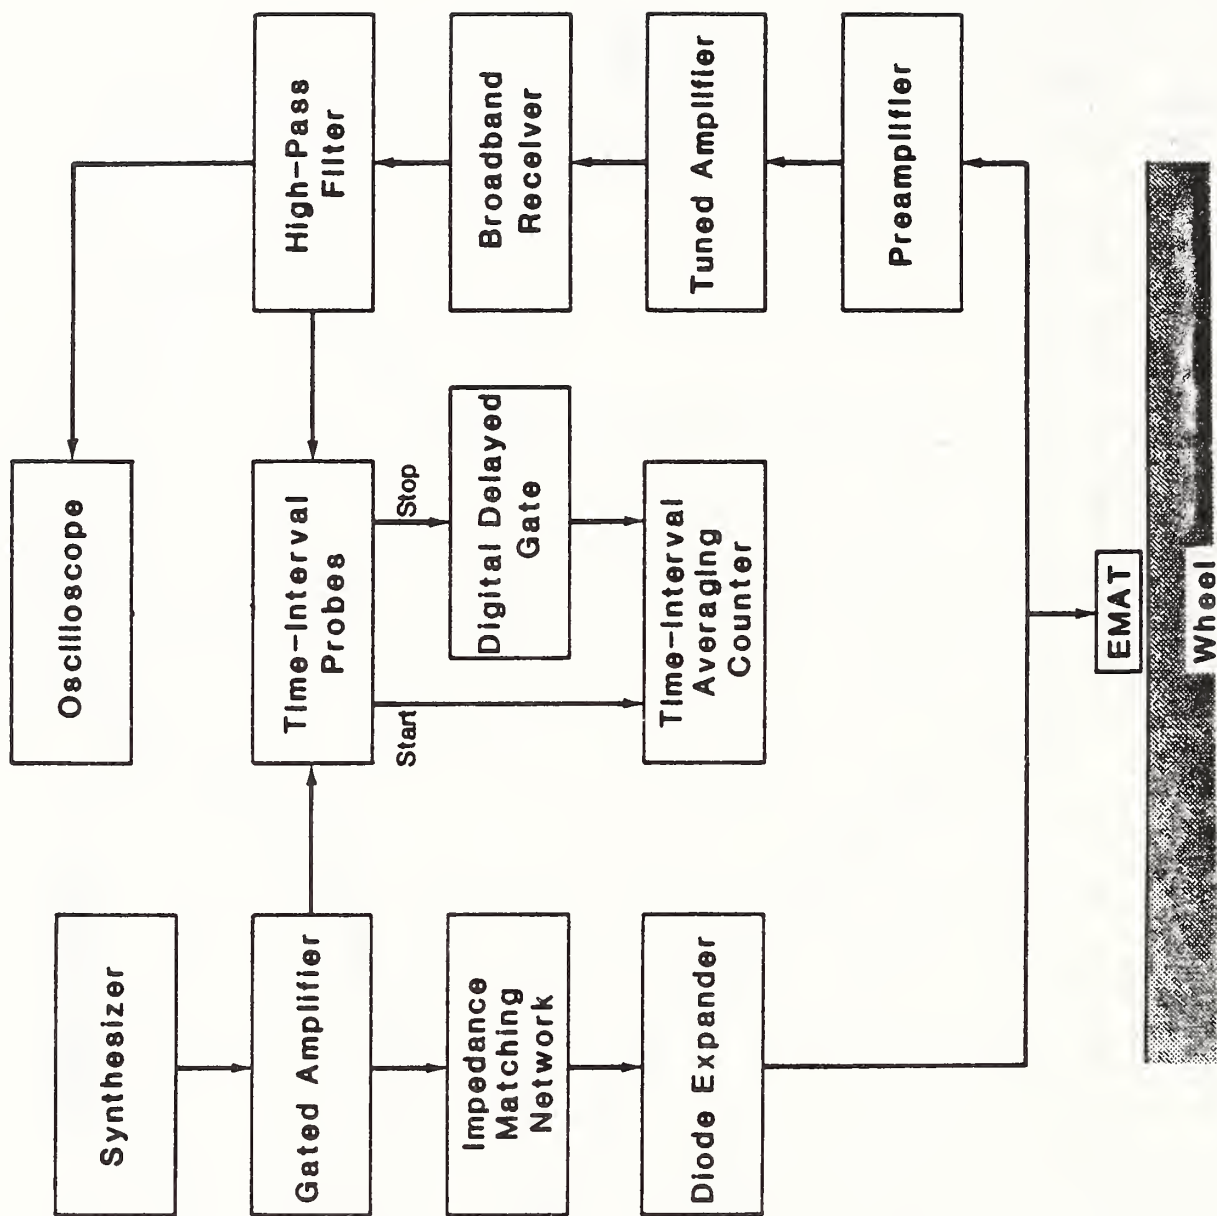 Synthesizer
Gated Amplifier
Impedance
Matching
Network
Diode Expander
Oscilloscope
Time-Interval
Probes
Start
Stop
Digital Delayed
Gate
Time-Interval
Averaging
Counter
High-Pass
Filter
Broadband
Receiver
Tuned Amplifier
Preamplifier
EMAT
Wheel